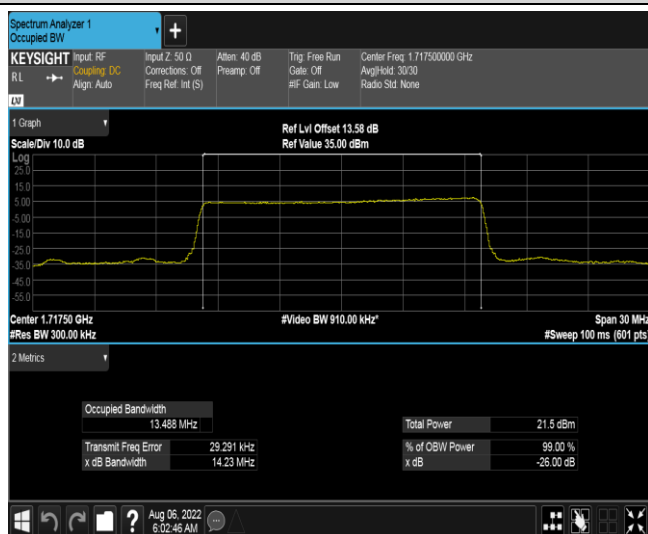 Spectrum Analyzer 1
Occupied BW
+
KEYSIGHT
RL
LXI
Input: RF
Coupling: DC
Align: Auto
Input Z: 50 Ω
Corrections: Off
Freq Ref: Int (S)
Atten: 40 dB
Preamp: Off
Trig: Free Run
Gate: Off
#IF Gain: Low
Center Freq: 1.717500000 GHz
Avg|Hold: 30/30
Radio Std: None
1 Graph
Scale/Div 10.0 dB
Ref Lvl Offset 13.58 dB
Ref Value 35.00 dBm
Log
25.0
15.0
5.00
-5.00
-15.0
-25.0
-35.0
-45.0
-55.0
Center 1.71750 GHz
#Res BW 300.00 kHz
#Video BW 910.00 kHz*
Span 30 MHz
#Sweep 100 ms (601 pts)
2 Metrics
Occupied Bandwidth
13.488 MHz
Transmit Freq Error 29.291 kHz
x dB Bandwidth 14.23 MHz
Total Power 21.5 dBm
% of OBW Power 99.00 %
x dB -26.00 dB
?
Aug 06, 2022
6:02:46 AM